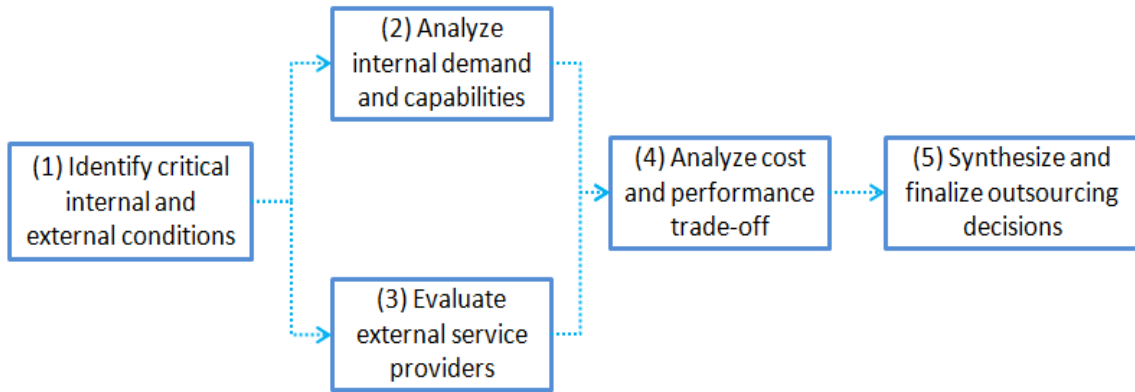 (1) Identify critical
internal and
external conditions
(2) Analyze
internal demand
and capabilities
(3) Evaluate
external service
providers
(4) Analyze cost
and performance
trade-off
(5) Synthesize and
finalize outsourcing
decisions